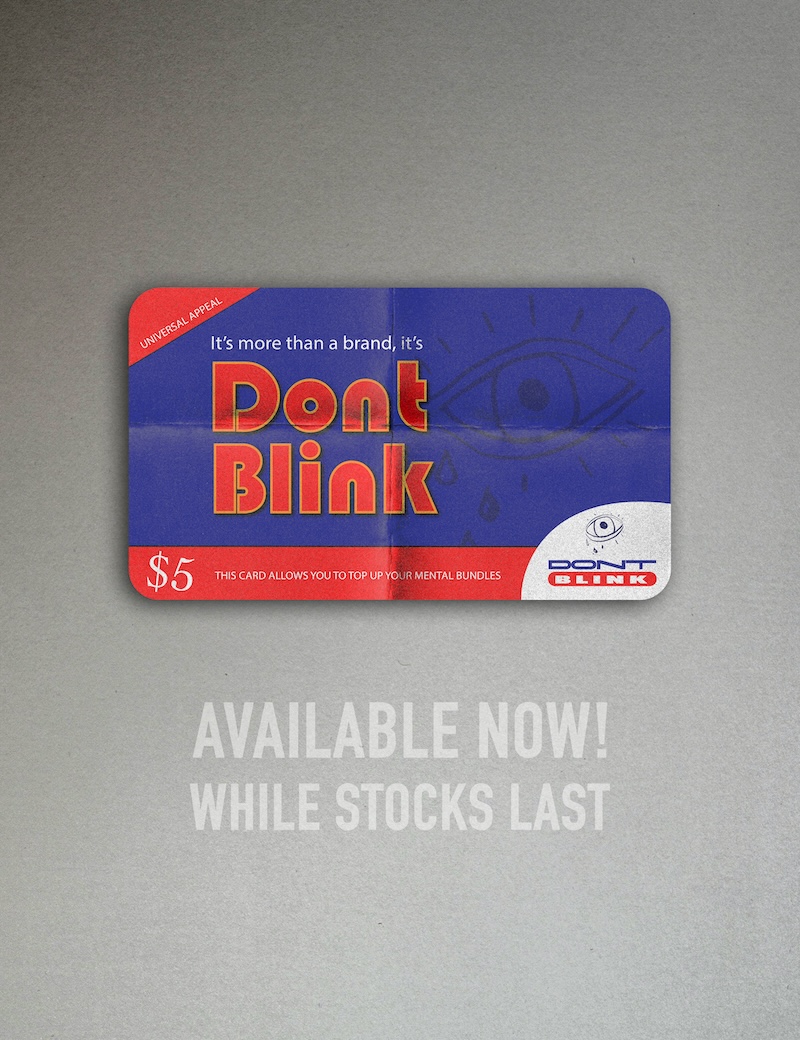 UNIVERSAL APPEAL
It's more than a brand, it's
Dont
Blink
$5
THIS CARD ALLOWS YOU TO TOP UP YOUR MENTAL BUNDLES
DONT
BLINK
AVAILABLE NOW!
WHILE STOCKS LAST